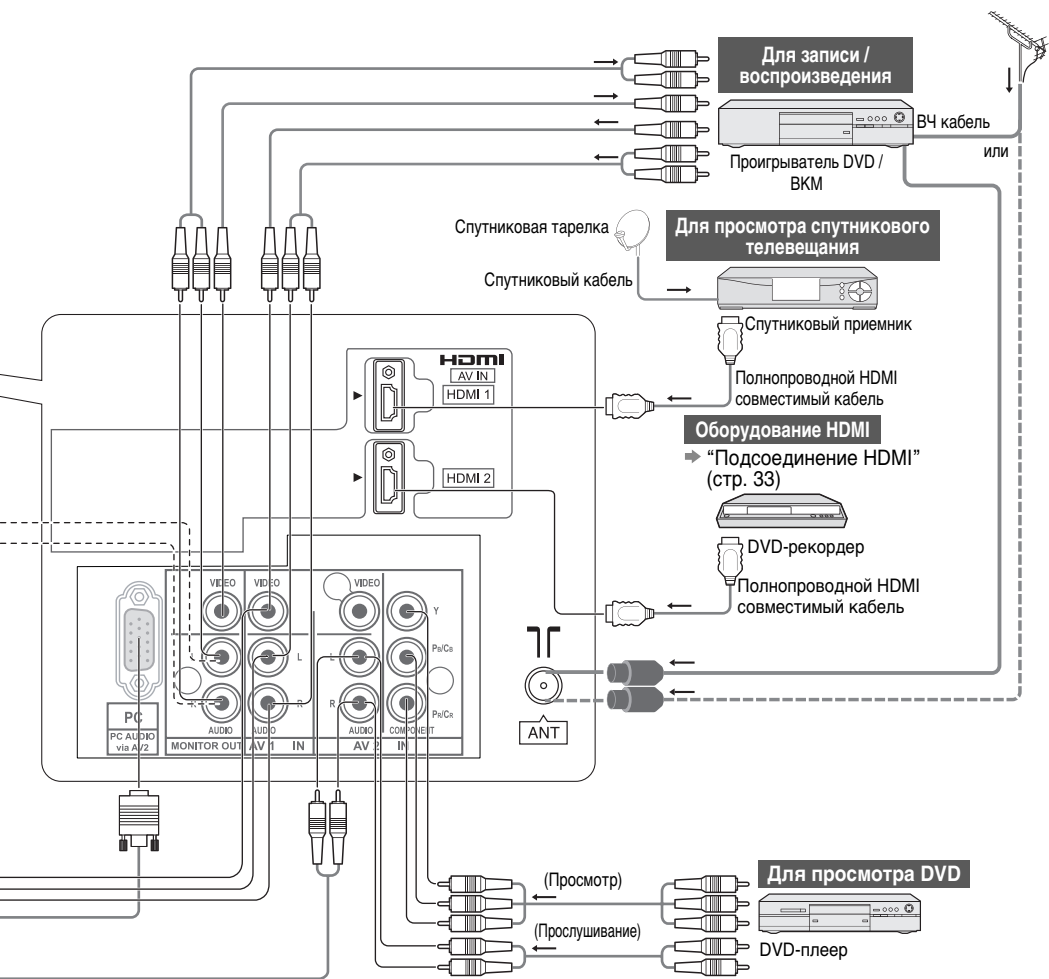 Для записи /
воспроизведения
ВЧ кабель
или
Проигрыватель DVD /
ВКМ
Спутниковая тарелка
Для просмотра спутникового
телевещания
Спутниковый кабель
Спутниковый приемник
HDMI
AV IN
HDMI 1
Полнопроводной HDMI
совместимый кабель
Оборудование HDMI
“Подсоединение HDMI”
(стр. 33)
HDMI 2
DVD-рекордер
Полнопроводной HDMI
совместимый кабель
VIDEO
VIDEO
VIDEO
Y
L
L
PB/CB
R
R
PR/CR
PC
PC AUDIO
via AV2
AUDIO
AUDIO
AUDIO
COMPONENT
MONITOR OUT
AV 1 IN
AV 2 IN
ANT
Для просмотра DVD
(Просмотр)
(Прослушивание)
DVD-плеер